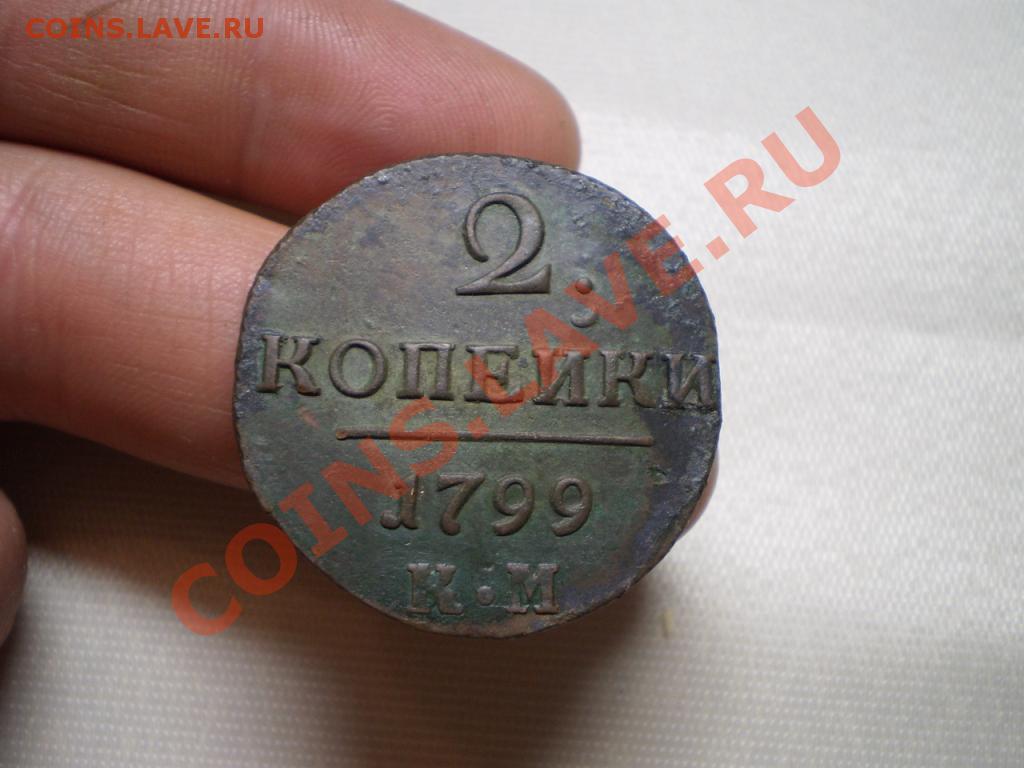 COINS.LAVE.RU
2.
КОПЕЙКИ
1799
К·М
COINS.LAVE.RU